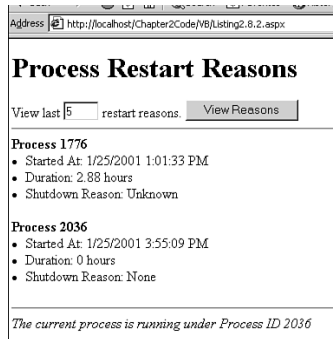 Address http://localhost/Chapter2Code/VB/Listing2.8.2.aspx
Process Restart Reasons
View last 5 restart reasons. View Reasons
Process 1776
• Started At: 1/25/2001 1:01:33 PM
• Duration: 2.88 hours
• Shutdown Reason: Unknown
Process 2036
• Started At: 1/25/2001 3:55:09 PM
• Duration: 0 hours
• Shutdown Reason: None
The current process is running under Process ID 2036